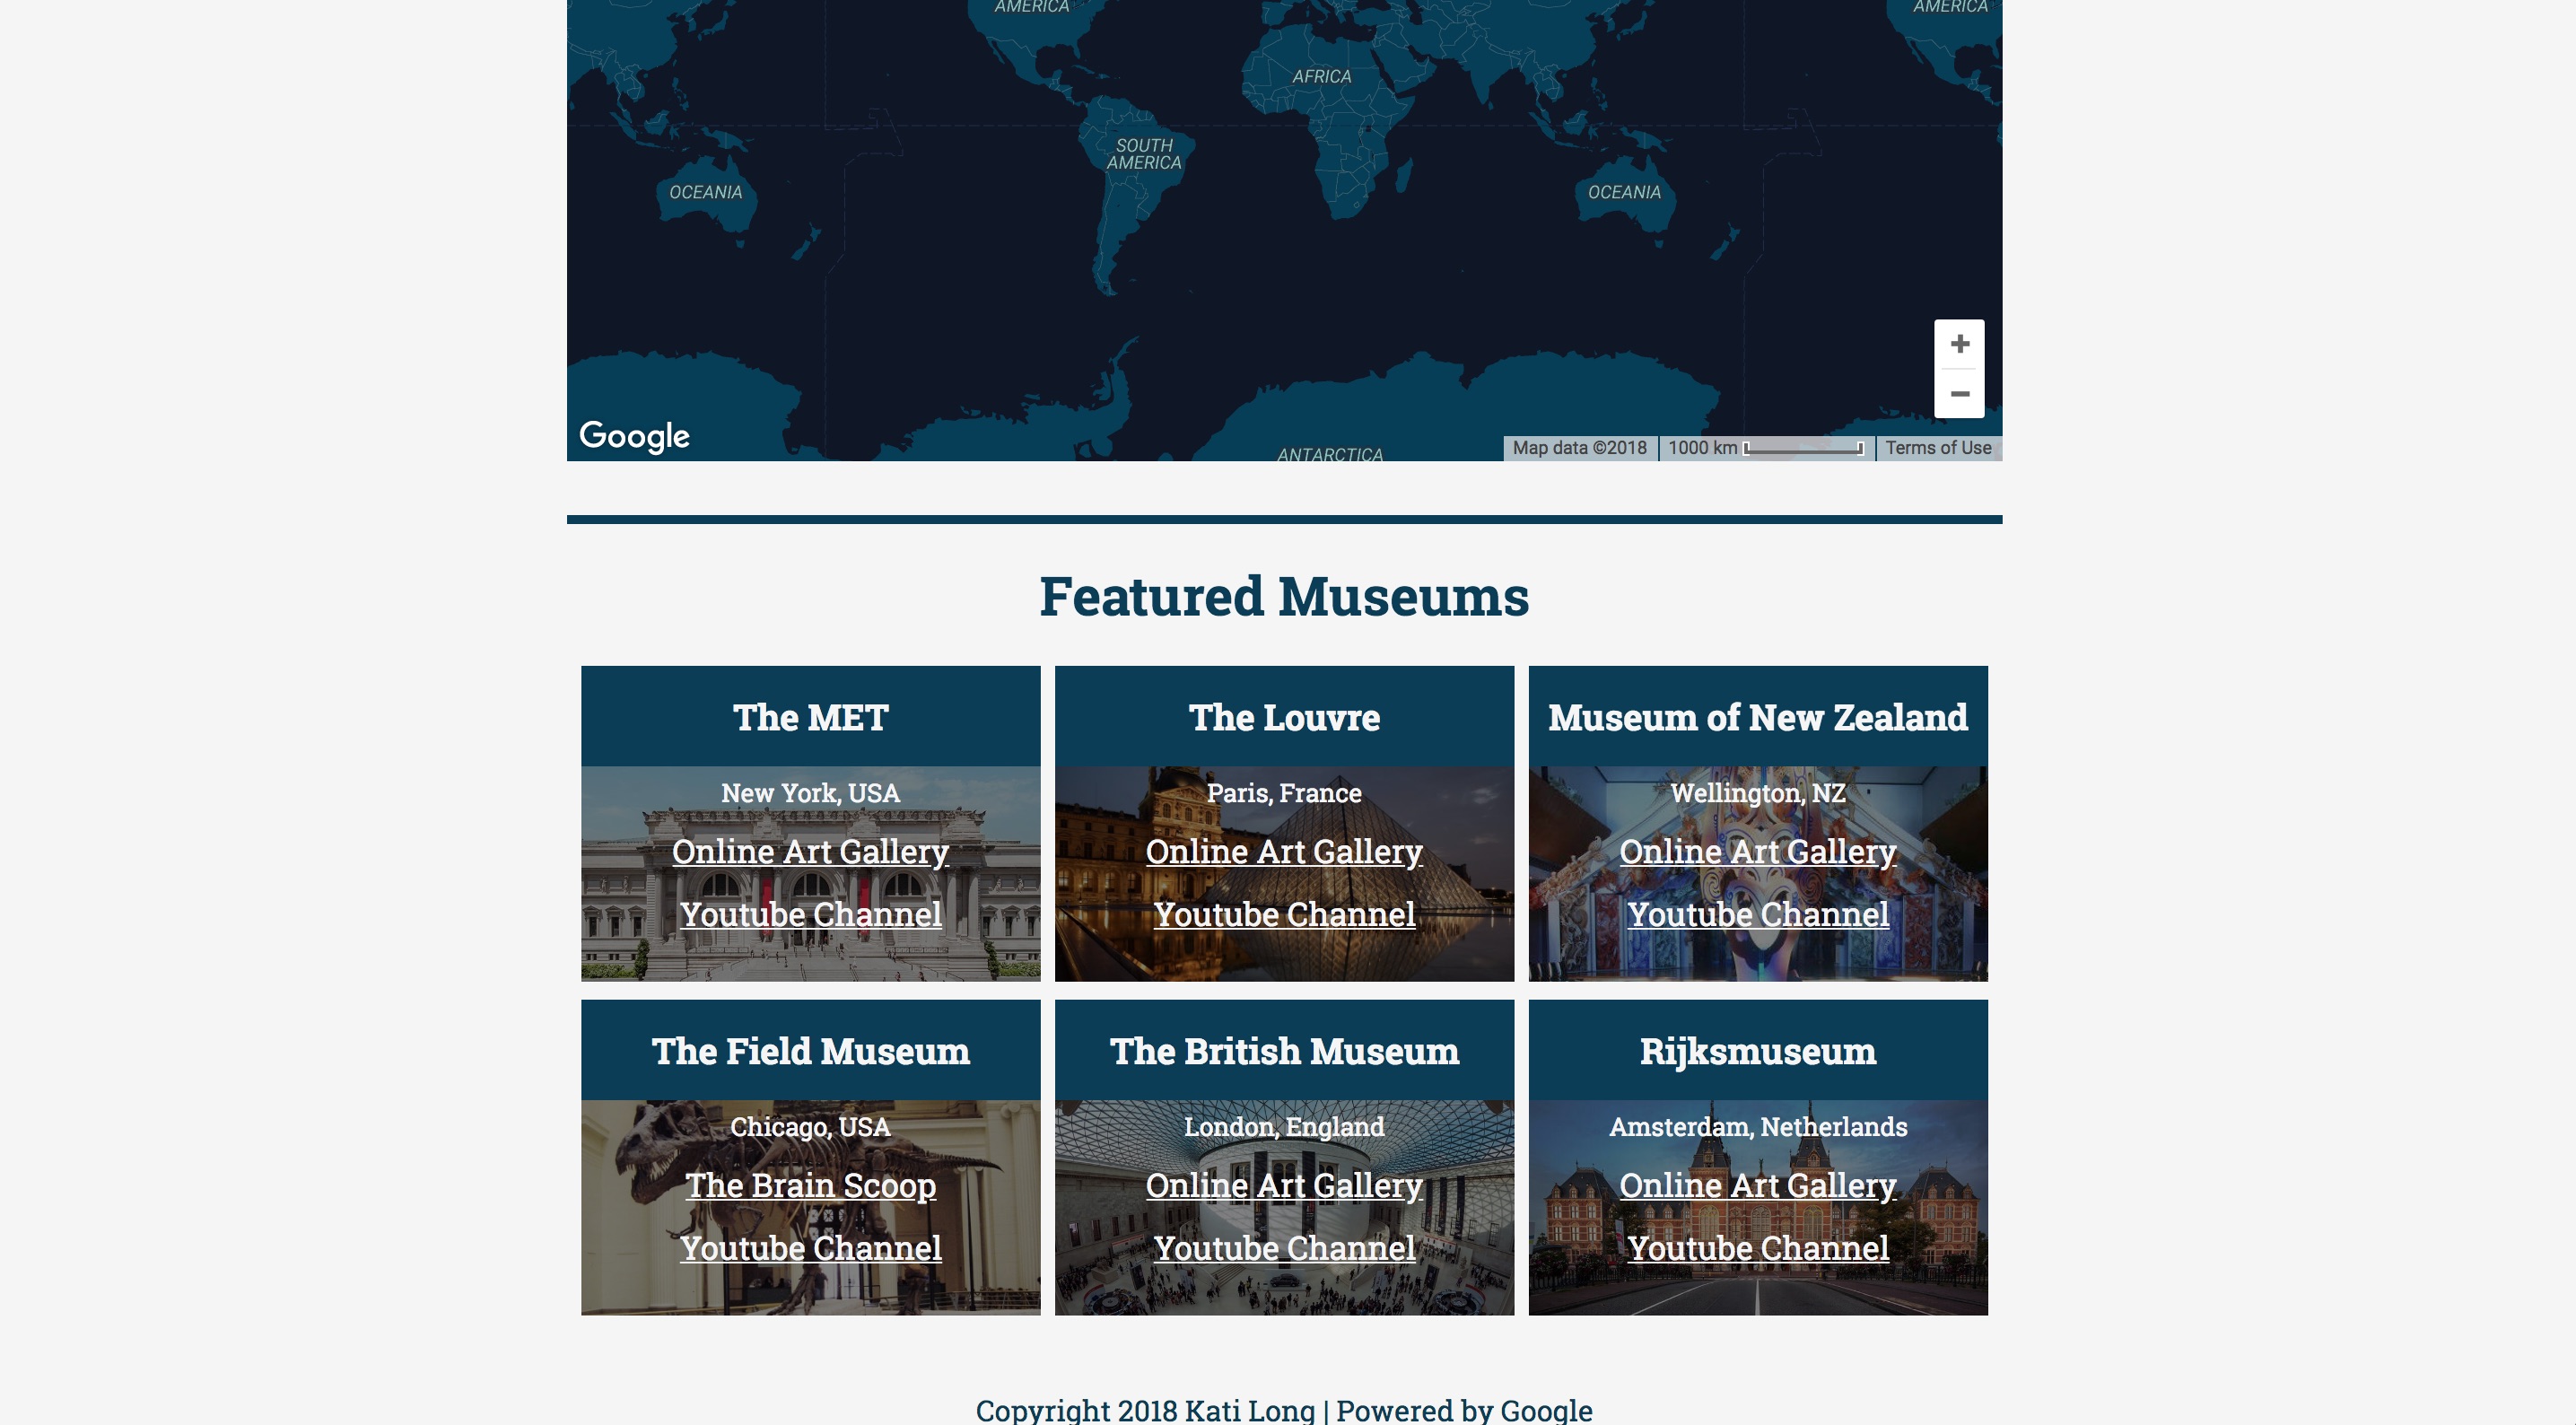 AMERICA
AMERICA
AFRICA
SOUTH
AMERICA
OCEANIA
OCEANIA
+
−
Google
ANTARCTICA
Map data ©2018
1000 km
Terms of Use
Featured Museums
The MET
New York, USA
Online Art Gallery
Youtube Channel
The Louvre
Paris, France
Online Art Gallery
Youtube Channel
Museum of New Zealand
Wellington, NZ
Online Art Gallery
Youtube Channel
The Field Museum
Chicago, USA
The Brain Scoop
Youtube Channel
The British Museum
London, England
Online Art Gallery
Youtube Channel
Rijksmuseum
Amsterdam, Netherlands
Online Art Gallery
Youtube Channel
Copyright 2018 Kati Long | Powered by Google